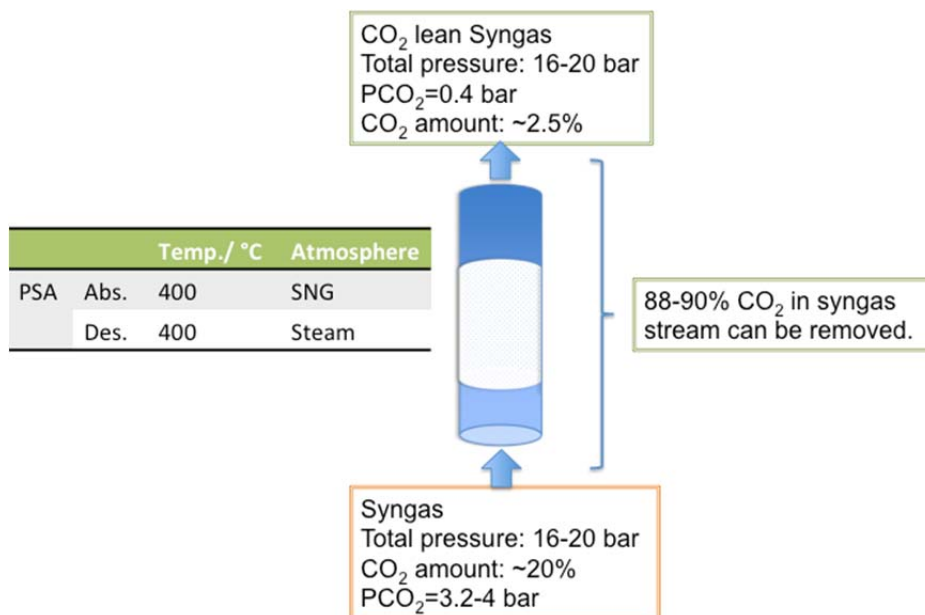 CO₂ lean Syngas
Total pressure: 16-20 bar
PCO₂=0.4 bar
CO₂ amount: ~2.5%
Temp./ °C Atmosphere
PSA Abs. 400 SNG
Des. 400 Steam
88-90% CO₂ in syngas
stream can be removed.
Syngas
Total pressure: 16-20 bar
CO₂ amount: ~20%
PCO₂=3.2-4 bar